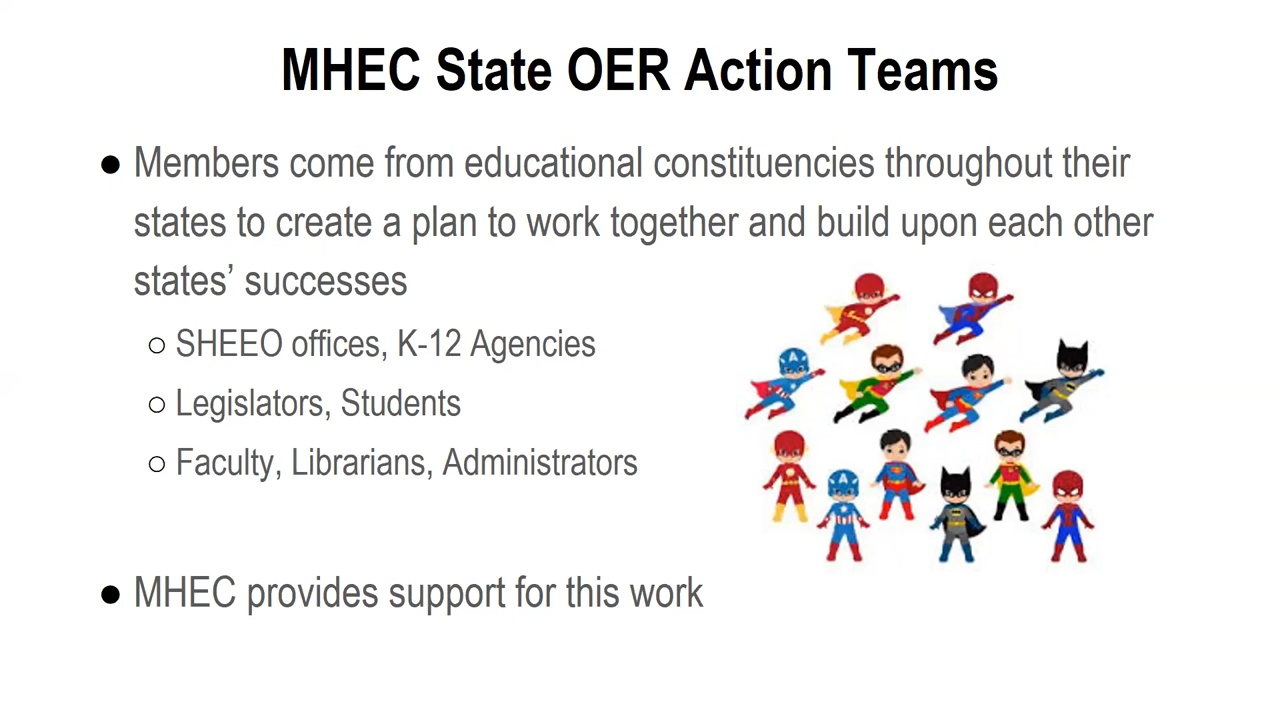 MHEC State OER Action Teams
● Members come from educational constituencies throughout their
states to create a plan to work together and build upon each other
states’ successes
○ SHEEO offices, K-12 Agencies
○ Legislators, Students
○ Faculty, Librarians, Administrators
● MHEC provides support for this work